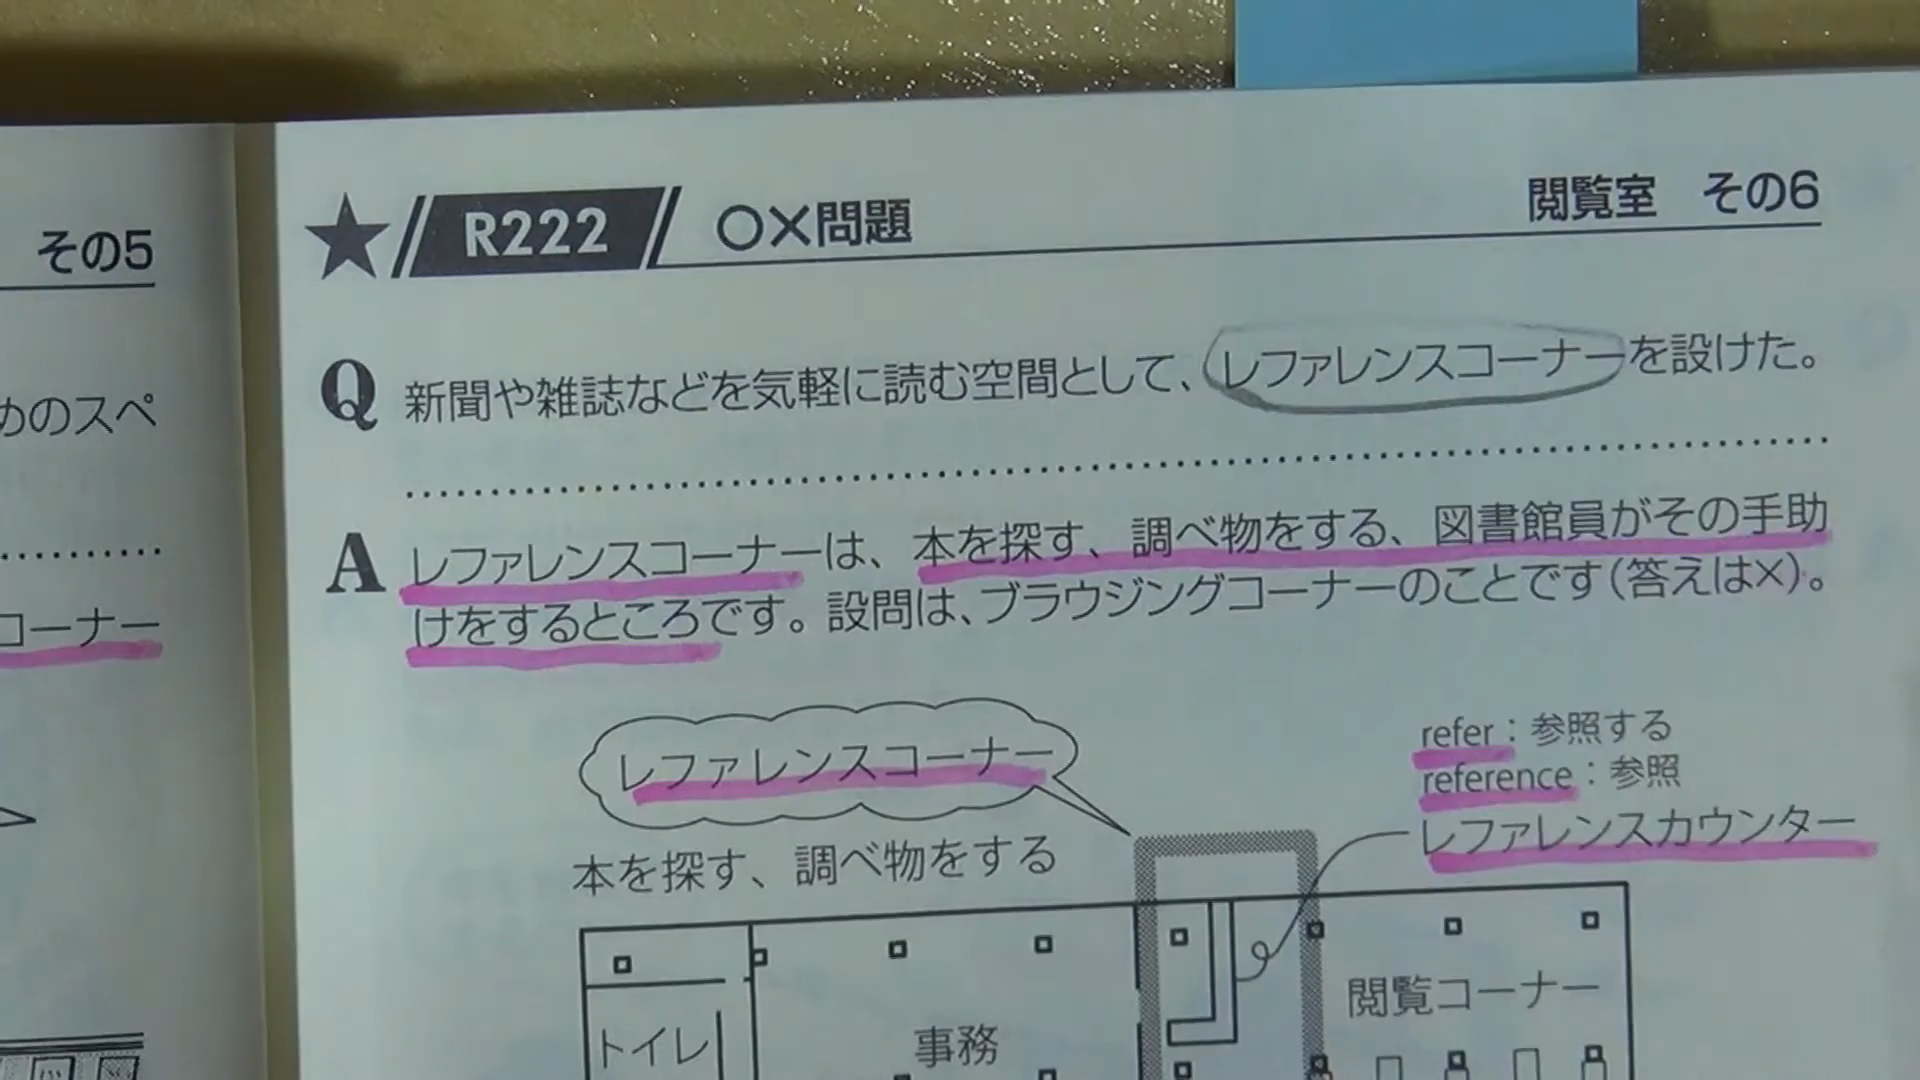 その5
めのスペ
コーナー
★ R222 ○×問題 閲覧室 その6
Q 新聞や雑誌などを気軽に読む空間として、レファレンスコーナーを設けた。
A レファレンスコーナーは、本を探す、調べ物をする、図書館員がその手助
けをするところです。設問は、ブラウジングコーナーのことです(答えは×)。
レファレンスコーナー
本を探す、調べ物をする
refer：参照する
reference：参照
レファレンスカウンター
閲覧コーナー
トイレ
事務